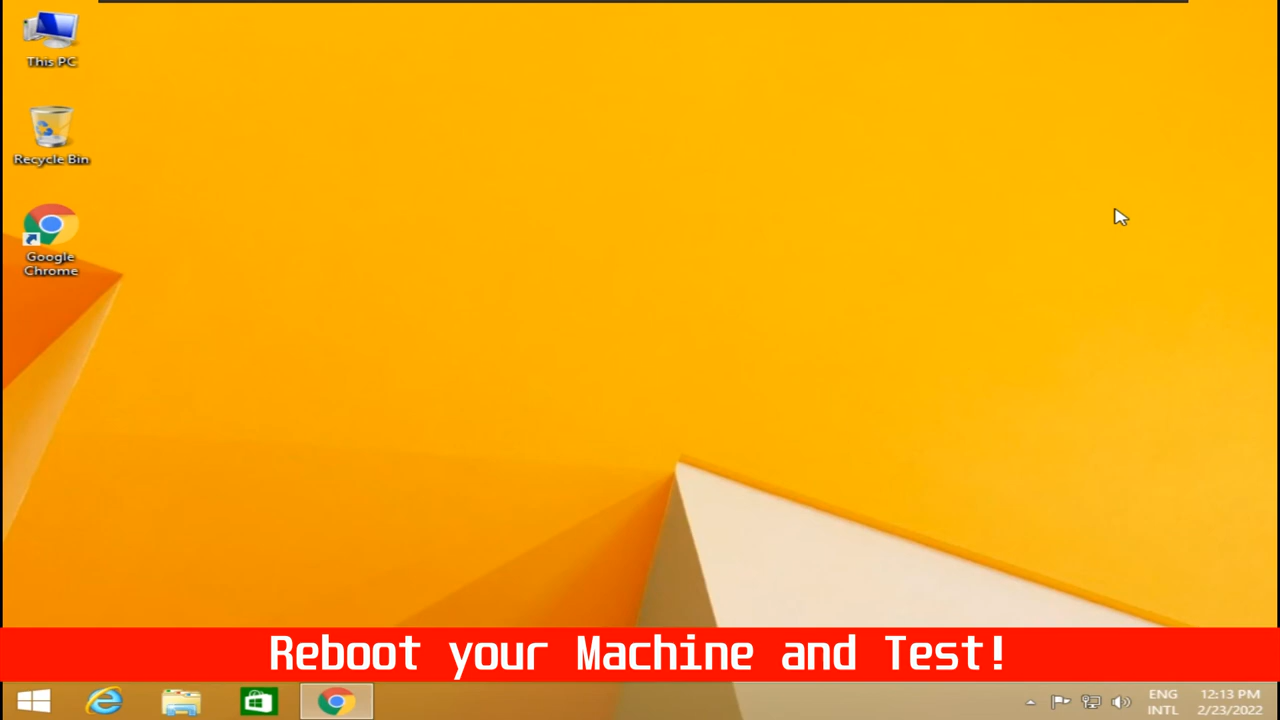 This PC
Recycle Bin
Google
Chrome
Reboot your Machine and Test!
ENG
INTL
12:13 PM
2/23/2022